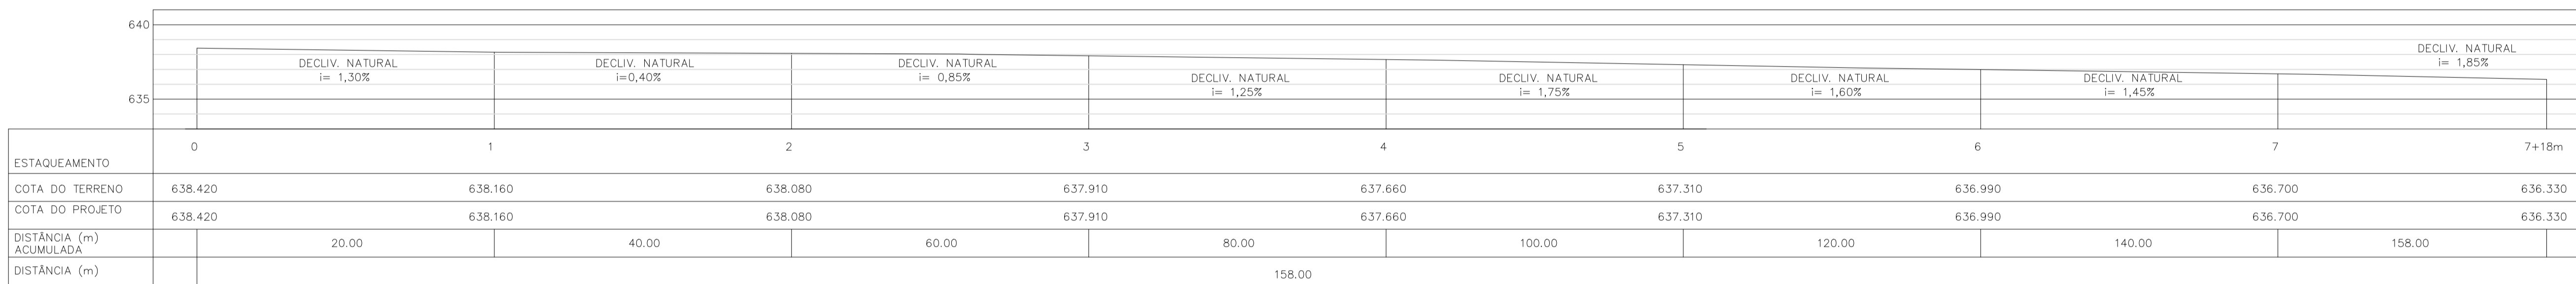 640
635
DECLIV. NATURAL
i= 1,30%
DECLIV. NATURAL
i=0,40%
DECLIV. NATURAL
i= 0,85%
DECLIV. NATURAL
i= 1,25%
DECLIV. NATURAL
i= 1,75%
DECLIV. NATURAL
i= 1,60%
DECLIV. NATURAL
i= 1,45%
DECLIV. NATURAL
i= 1,85%
ESTAQUEAMENTO 0 1 2 3 4 5 6 7 7+18m
COTA DO TERRENO 638.420 638.160 638.080 637.910 637.660 637.310 636.990 636.700 636.330
COTA DO PROJETO 638.420 638.160 638.080 637.910 637.660 637.310 636.990 636.700 636.330
DISTÂNCIA (m)
ACUMULADA 20.00 40.00 60.00 80.00 100.00 120.00 140.00 158.00
DISTÂNCIA (m) 158.00